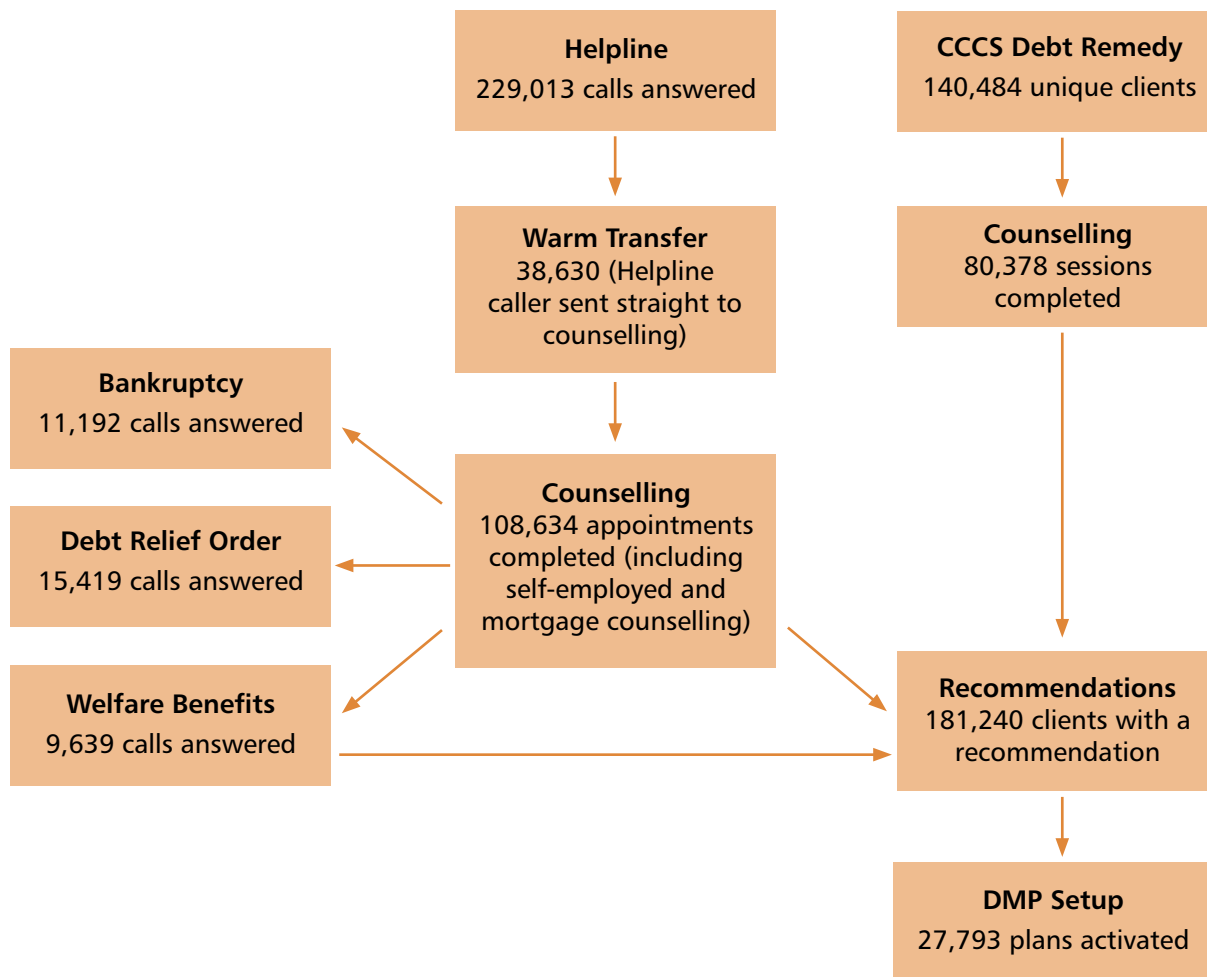 Helpline
229,013 calls answered
CCCS Debt Remedy
140,484 unique clients
Warm Transfer
38,630 (Helpline
caller sent straight to
counselling)
Counselling
80,378 sessions
completed
Bankruptcy
11,192 calls answered
Counselling
108,634 appointments
completed (including
self-employed and
mortgage counselling)
Debt Relief Order
15,419 calls answered
Welfare Benefits
9,639 calls answered
Recommendations
181,240 clients with a
recommendation
DMP Setup
27,793 plans activated